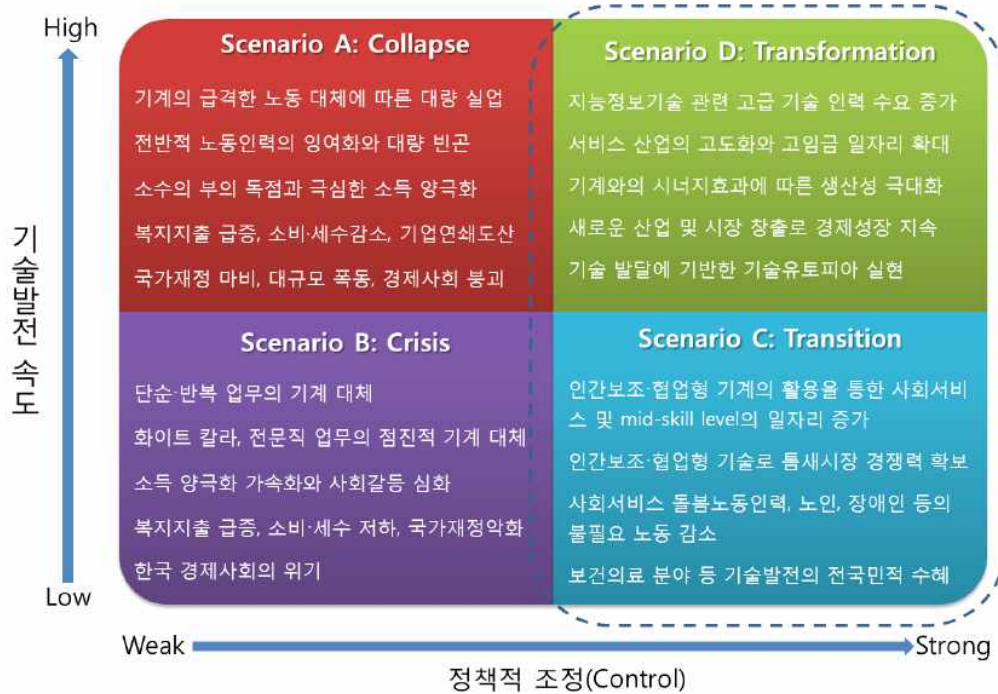 High
기술발전 속도
Low
Scenario A: Collapse
기계의 급격한 노동 대체에 따른 대량 실업
전반적 노동인력의 잉여화와 대량 빈곤
소수의 부의 독점과 극심한 소득 양극화
복지지출 급증, 소비·세수감소, 기업연쇄도산
국가재정 마비, 대규모 폭동, 경제사회 붕괴
Scenario D: Transformation
지능정보기술 관련 고급 기술 인력 수요 증가
서비스 산업의 고도화와 고임금 일자리 확대
기계와의 시너지효과에 따른 생산성 극대화
새로운 산업 및 시장 창출로 경제성장 지속
기술 발달에 기반한 기술유토피아 실현
Scenario B: Crisis
단순·반복 업무의 기계 대체
화이트 칼라, 전문직 업무의 점진적 기계 대체
소득 양극화 가속화와 사회갈등 심화
복지지출 급증, 소비·세수 저하, 국가재정악화
한국 경제사회의 위기
Scenario C: Transition
인간보조·협업형 기계의 활용을 통한 사회서비
스 및 mid-skill level의 일자리 증가
인간보조·협업형 기술로 틈새시장 경쟁력 확보
사회서비스 돌봄노동인력, 노인, 장애인 등의
불필요 노동 감소
보건의료 분야 등 기술발전의 전국민적 수혜
Weak
Strong
정책적 조정(Control)